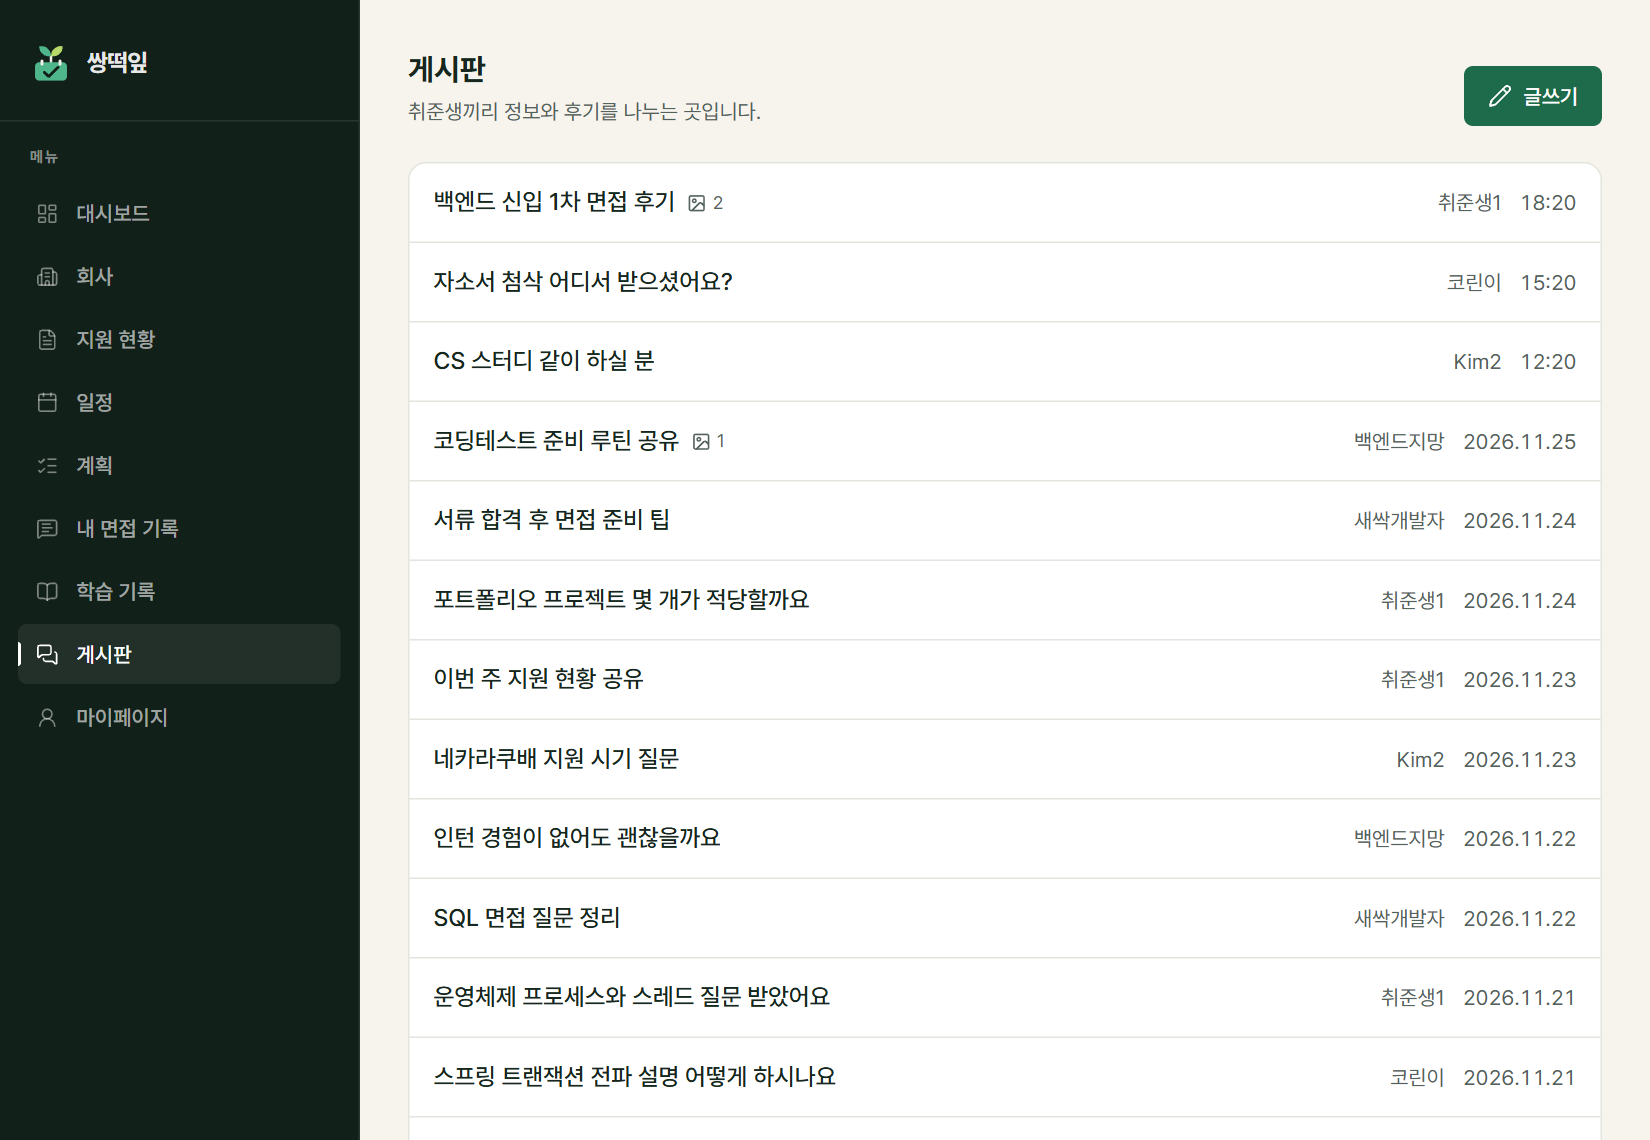 쌍떡잎
메뉴
대시보드
회사
지원 현황
일정
계획
내 면접 기록
학습 기록
게시판
마이페이지
게시판
취준생끼리 정보와 후기를 나누는 곳입니다.
글쓰기
백엔드 신입 1차 면접 후기 2 취준생1 18:20
자소서 첨삭 어디서 받으셨어요? 코린이 15:20
CS 스터디 같이 하실 분 Kim2 12:20
코딩테스트 준비 루틴 공유 1 백엔드지망 2026.11.25
서류 합격 후 면접 준비 팁 새싹개발자 2026.11.24
포트폴리오 프로젝트 몇 개가 적당할까요 취준생1 2026.11.24
이번 주 지원 현황 공유 취준생1 2026.11.23
네카라쿠배 지원 시기 질문 Kim2 2026.11.23
인턴 경험이 없어도 괜찮을까요 백엔드지망 2026.11.22
SQL 면접 질문 정리 새싹개발자 2026.11.22
운영체제 프로세스와 스레드 질문 받았어요 취준생1 2026.11.21
스프링 트랜잭션 전파 설명 어떻게 하시나요 코린이 2026.11.21